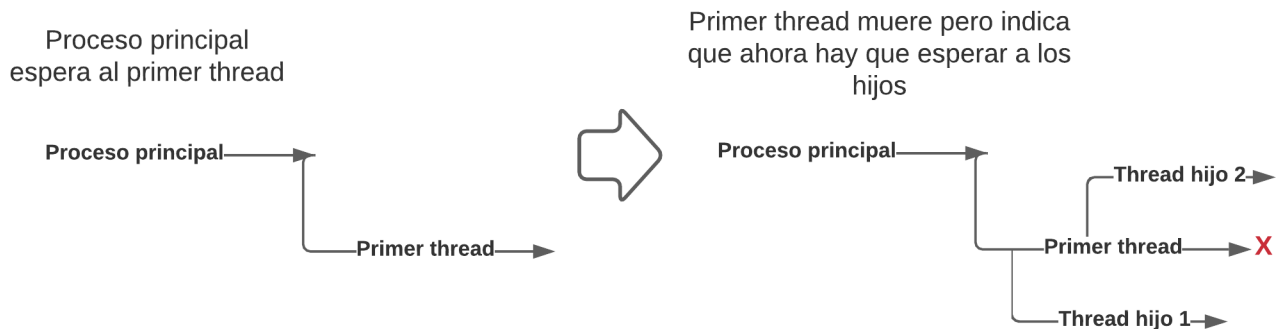 Proceso principal
espera al primer thread
Proceso principal
Primer thread
Primer thread muere pero indica
que ahora hay que esperar a los
hijos
Proceso principal
Thread hijo 2
Primer thread
X
Thread hijo 1